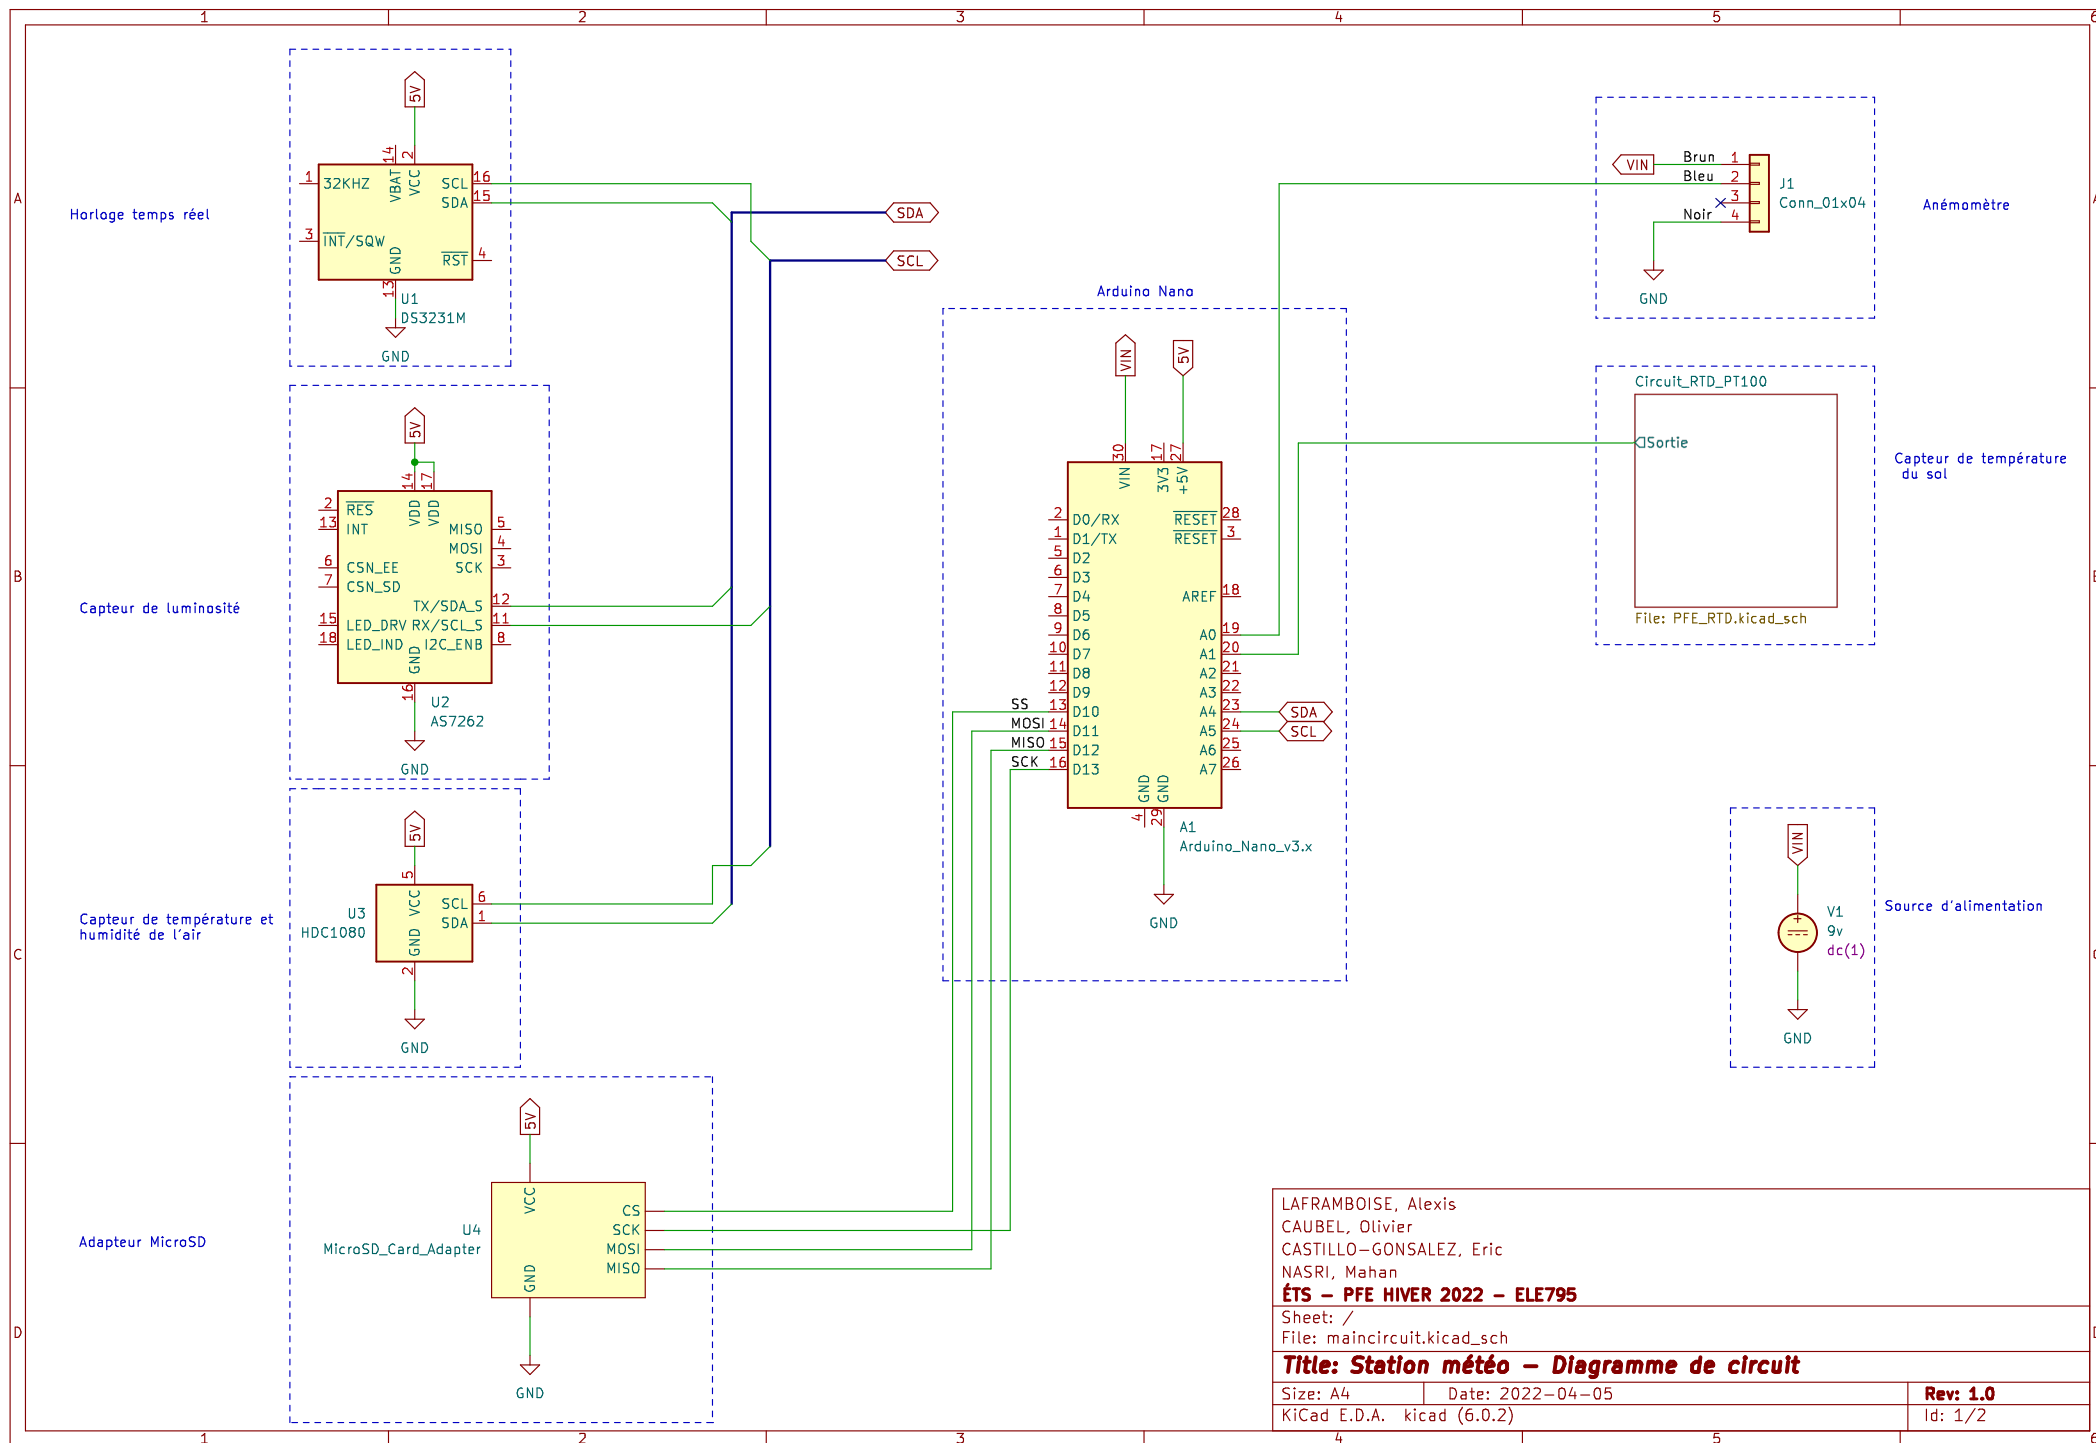 1 2 3 4 5 6
A
B
C
D
Horloge temps réel
5V
14
2
1 32KHZ
VBAT
VCC
SCL 16
SDA 15
3 INT/SQW
GND
RST 4
13
U1
DS3231M
GND
SDA
SCL
Capteur de luminosité
5V
14
17
2 RES
VDD
VDD
13 INT
MISO 5
MOSI 4
6 CSN_EE
SCK 3
7 CSN_SD
TX/SDA_S 12
15 LED_DRV
RX/SCL_S 11
18 LED_IND
I2C_ENB 8
GND
16
U2
AS7262
GND
Capteur de température et
humidité de l'air
5V
5
VCC
SCL 6
SDA 1
GND
2
U3
HDC1080
GND
Adapteur MicroSD
5V
VCC
CS
SCK
MOSI
MISO
GND
U4
MicroSD_Card_Adapter
GND
Arduino Nano
VIN
5V
30
17
27
VIN
3V3
+5V
2 D0/RX
1 D1/TX
5 D2
6 D3
7 D4
8 D5
9 D6
10 D7
11 D8
12 D9
SS 13 D10
MOSI 14 D11
MISO 15 D12
SCK 16 D13
RESET 28
RESET 3
AREF 18
A0 19
A1 20
A2 21
A3 22
A4 23 SDA
A5 24 SCL
A6 25
A7 26
GND
GND
4
29
A1
Arduino_Nano_v3.x
GND
VIN
Brun 1
Bleu 2
3
Noir 4
J1
Conn_01x04
GND
Anémomètre
Circuit_RTD_PT100
Sortie
File: PFE_RTD.kicad_sch
Capteur de température
du sol
VIN
V1
9v
dc(1)
GND
Source d'alimentation
LAFRAMBOISE, Alexis
CAUBEL, Olivier
CASTILLO-GONSALEZ, Eric
NASRI, Mahan
ÉTS - PFE HIVER 2022 - ELE795
Sheet: /
File: maincircuit.kicad_sch
Title: Station météo - Diagramme de circuit
Size: A4 Date: 2022-04-05 Rev: 1.0
KiCad E.D.A. kicad (6.0.2) Id: 1/2
1 2 3 4 5 6